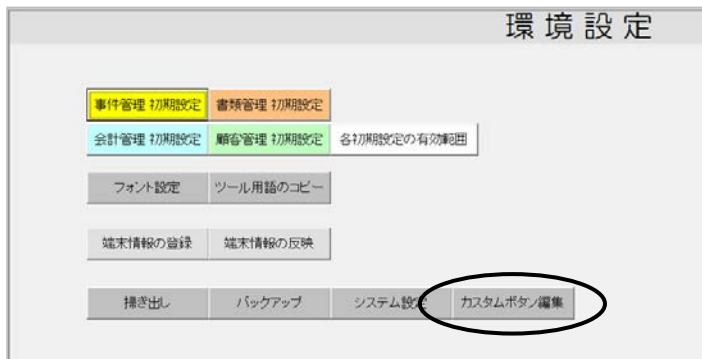 環境設定
事件管理 初期設定 書類管理 初期設定
会計管理 初期設定 顧客管理 初期設定 各初期設定の有効範囲
フォント設定 ツール用語のコピー
端末情報の登録 端末情報の反映
掃き出し バックアップ システム設定 カスタムボタン編集